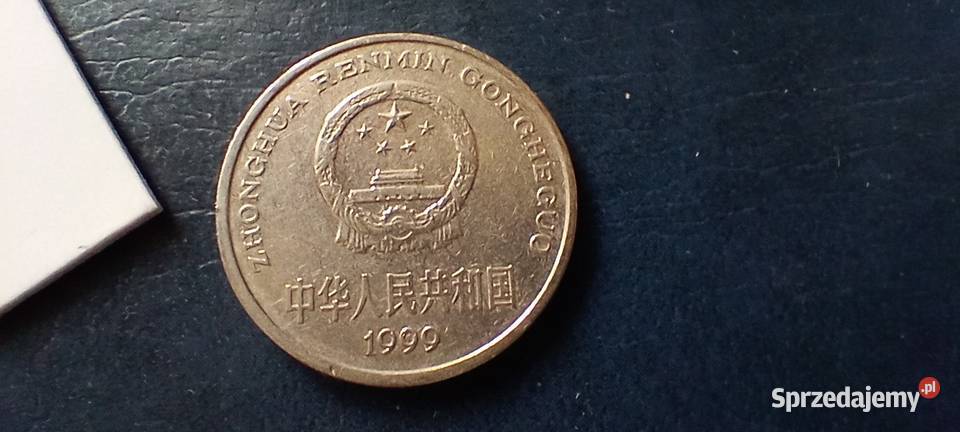 ZHONGHUA RENMIN GONGHEGUO
中华人民共和国
1999
Sprzedajemy.pl